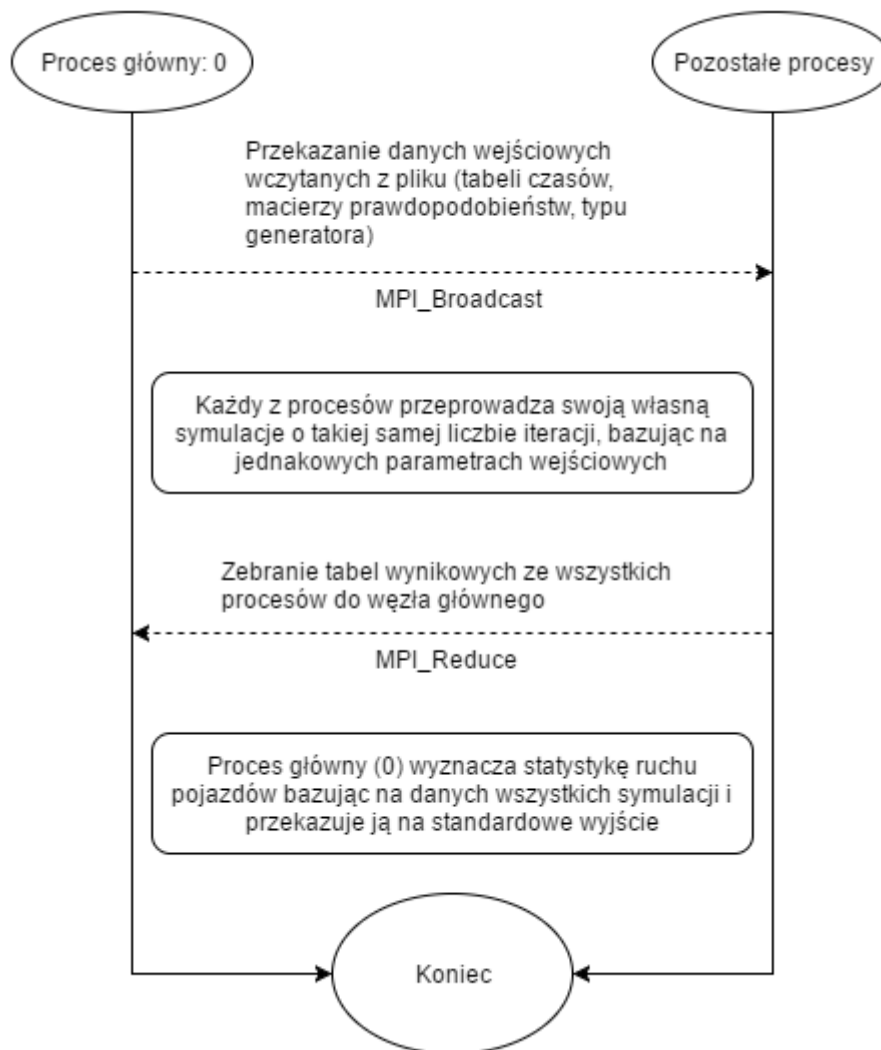 Proces główny: 0
Pozostałe procesy
Przekazanie danych wejściowych
wczytanych z pliku (tabeli czasów,
macierzy prawdopodobieństw, typu
generatora)
MPI_Broadcast
Każdy z procesów przeprowadza swoją własną
symulacje o takiej samej liczbie iteracji, bazując na
jednakowych parametrach wejściowych
Zebranie tabel wynikowych ze wszystkich
procesów do węzła głównego
MPI_Reduce
Proces główny (0) wyznacza statystykę ruchu
pojazdów bazując na danych wszystkich symulacji i
przekazuje ją na standardowe wyjście
Koniec